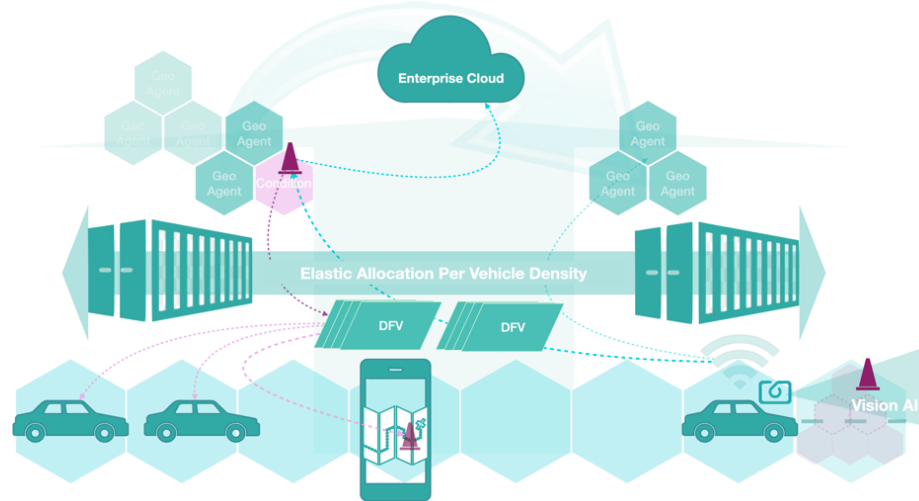 Enterprise Cloud
Geo
Agent
Geo
Agent
Geo
Agent
Geo
Agent
Geo
Agent
Condition
Geo
Agent
Geo
Agent
Geo
Agent
Elastic Allocation Per Vehicle Density
DFV
DFV
Vision AI